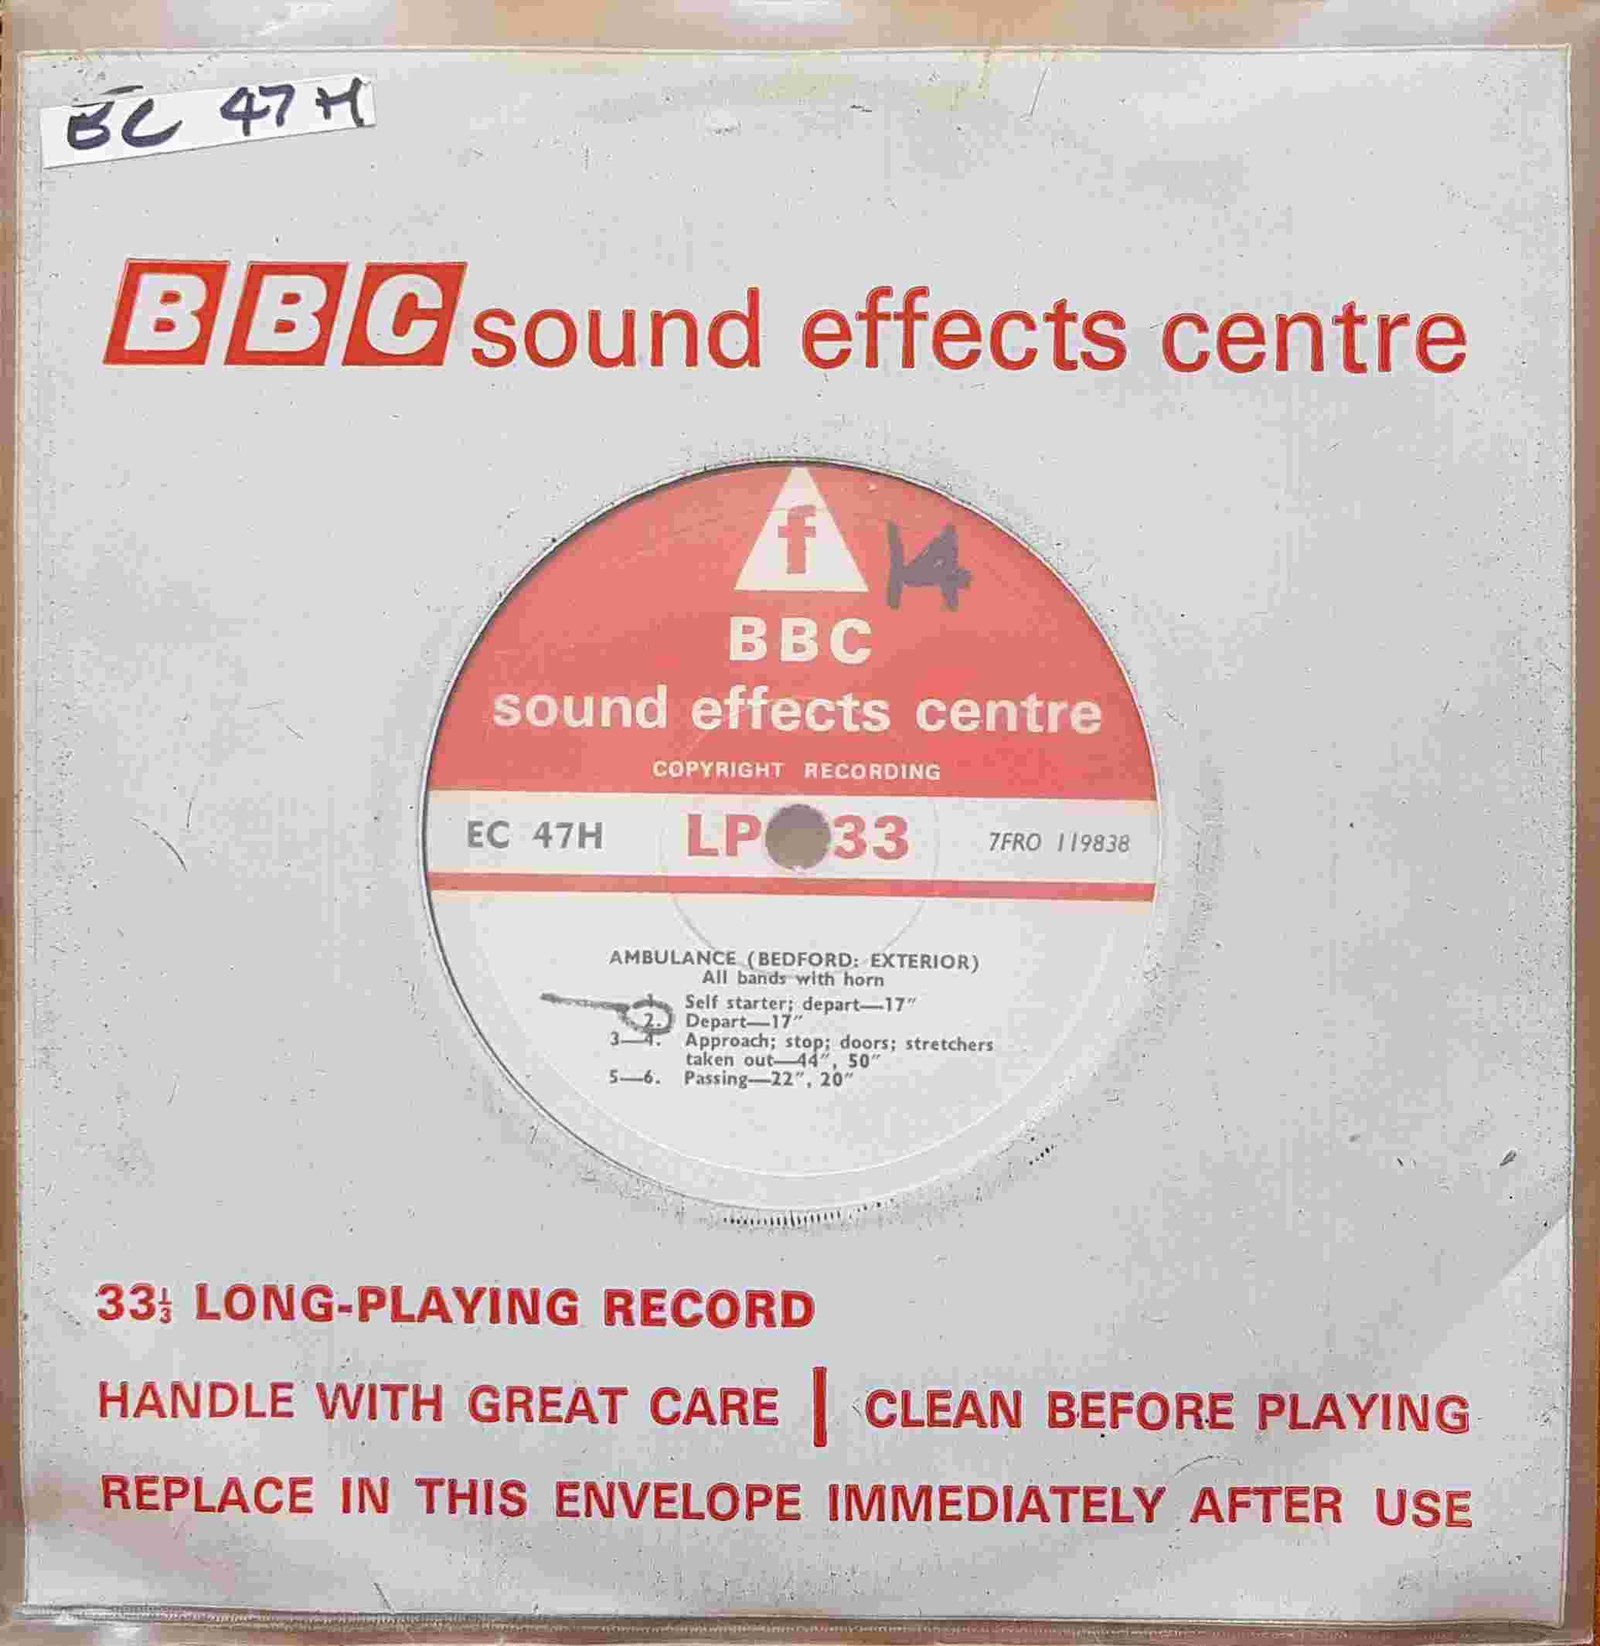 EC 47H
BBC sound effects centre
f 14
BBC
sound effects centre
COPYRIGHT RECORDING
EC 47H LP 33 7FRO 119838
AMBULANCE (BEDFORD: EXTERIOR)
All bands with horn
1. Self starter; depart—17″
2. Depart—17″
3—4. Approach; stop; doors; stretchers
taken out—44″, 50″
5—6. Passing—22″, 20″
33⅓ LONG-PLAYING RECORD
HANDLE WITH GREAT CARE | CLEAN BEFORE PLAYING
REPLACE IN THIS ENVELOPE IMMEDIATELY AFTER USE